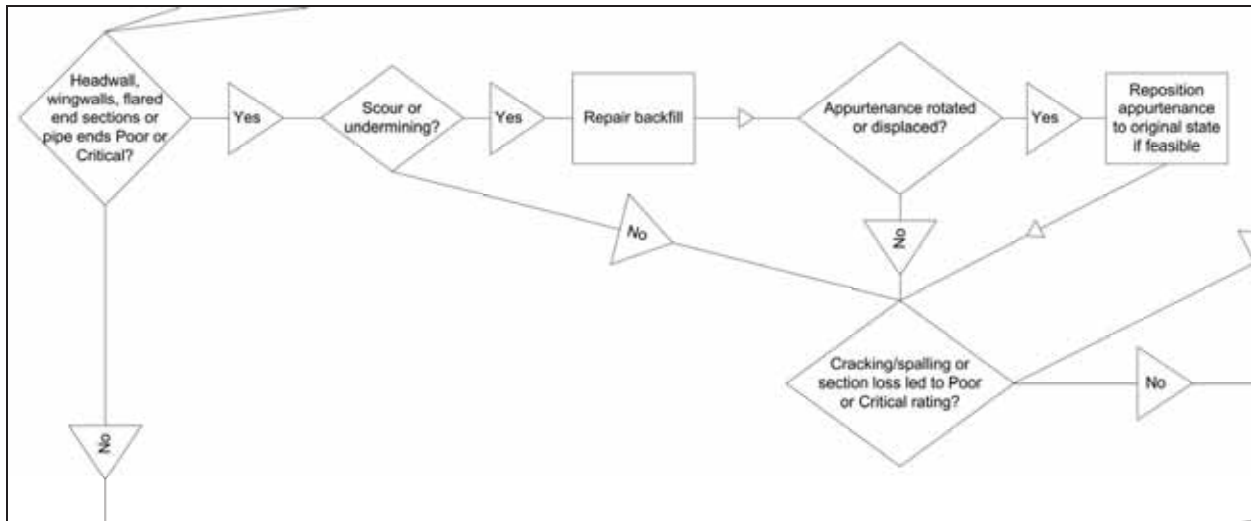 Headwall,
wingwalls, flared
end sections or
pipe ends Poor or
Critical?
Yes
Scour or
undermining?
Yes
Repair backfill
Appurtenance rotated
or displaced?
Yes
Reposition
appurtenance
to original state
if feasible
No
No
Cracking/spalling or
section loss led to Poor
or Critical rating?
No
No